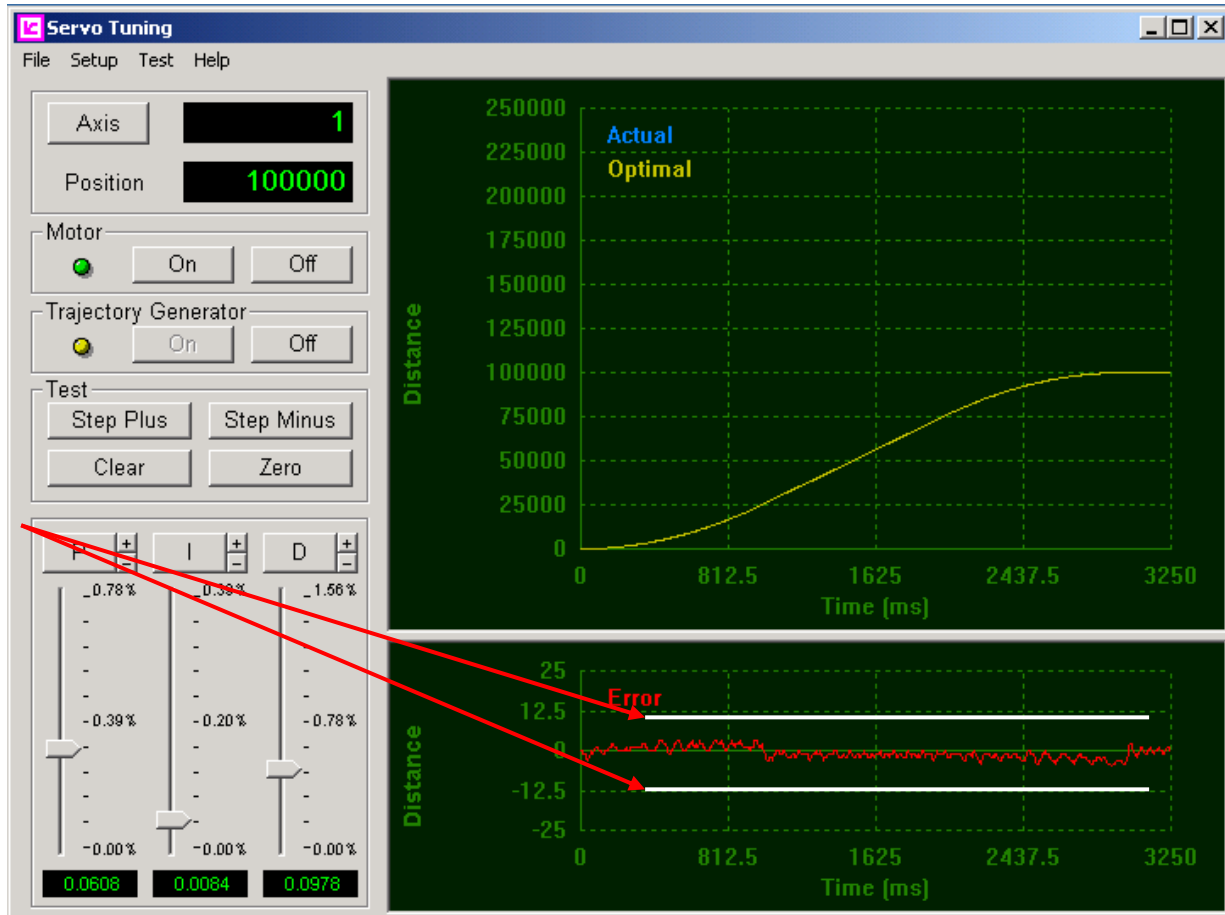 Servo Tuning
File Setup Test Help
Axis 1
Position 100000
Motor
On Off
Trajectory Generator
On Off
Test
Step Plus Step Minus
Clear Zero
P + - I + - D + -
0.78% 0.39% 1.56%
0.39% 0.20% 0.78%
0.00% 0.00% 0.00%
0.0608 0.0084 0.0978
250000
225000
200000
175000
150000
125000
100000
75000
50000
25000
0
Distance
Actual
Optimal
0 812.5 1625 2437.5 3250
Time (ms)
25
12.5
0
-12.5
-25
Distance
Error
0 812.5 1625 2437.5 3250
Time (ms)